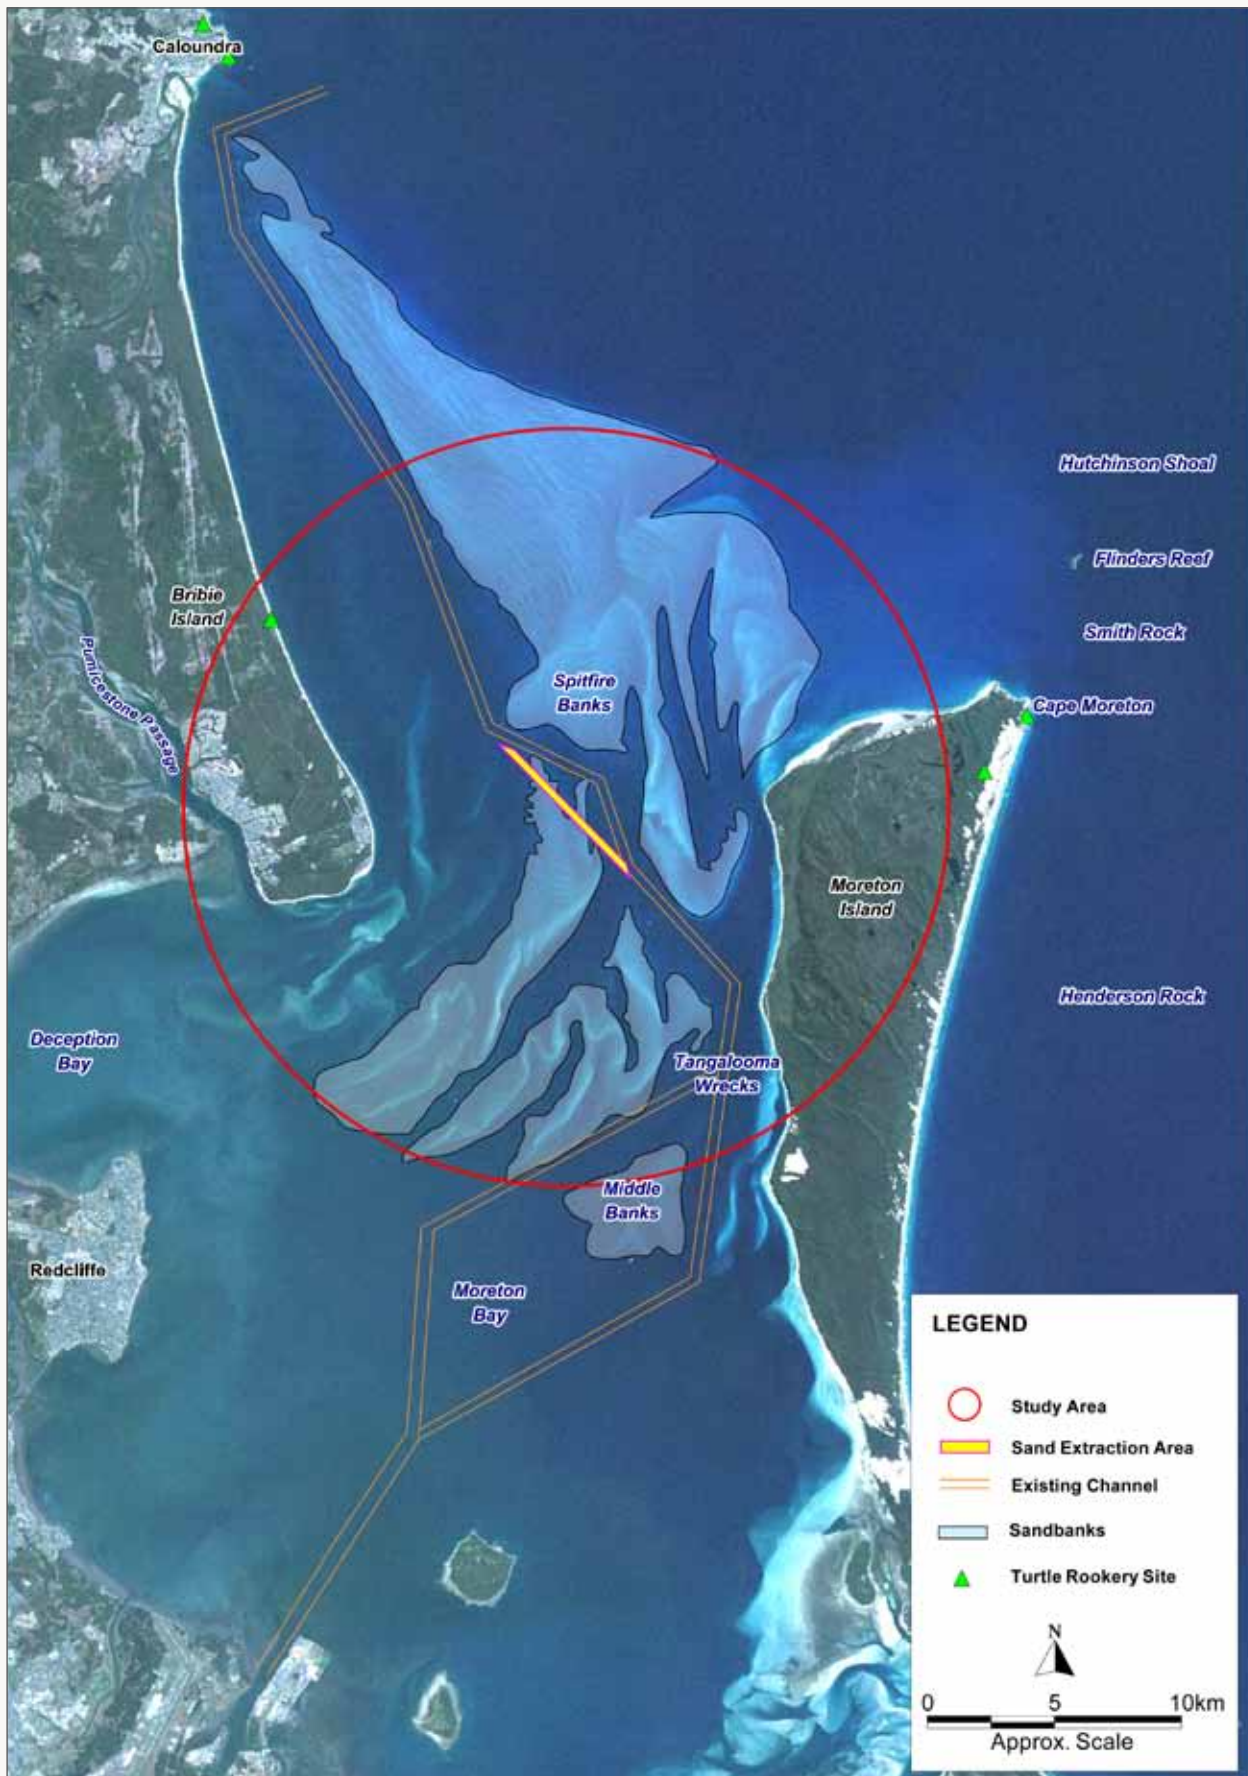 Caloundra
Hutchinson Shoal
Flinders Reef
Bribie
Island
Smith Rock
Pumicestone Passage
Spitfire
Banks
Cape Moreton
Moreton
Island
Henderson Rock
Deception
Bay
Tangalooma
Wrecks
Middle
Banks
Redcliffe
Moreton
Bay
LEGEND
Study Area
Sand Extraction Area
Existing Channel
Sandbanks
Turtle Rookery Site
N
0 5 10km
Approx. Scale